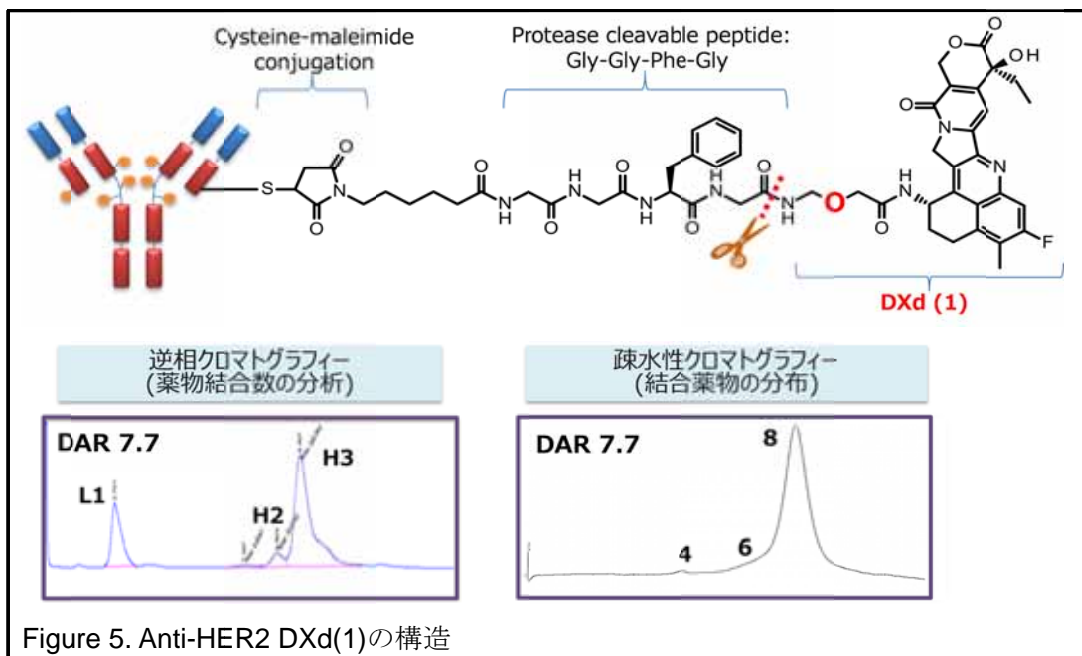 Cysteine-maleimide
conjugation
Protease cleavable peptide:
Gly-Gly-Phe-Gly
DXd (1)
逆相クロマトグラフィー
(薬物結合数の分析)
疎水性クロマトグラフィー
(結合薬物の分布)
DAR 7.7
L1
H2
H3
DAR 7.7
4
6
8
Figure 5. Anti-HER2 DXd(1)の構造